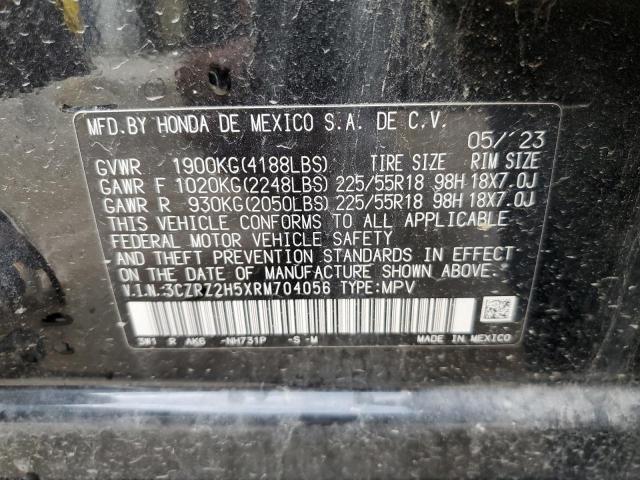 MFD.BY HONDA DE MEXICO S.A. DE C.V. 05/'23
GVWR 1900KG(4188LBS) TIRE SIZE RIM SIZE
GAWR F 1020KG(2248LBS) 225/55R18 98H 18X7.0J
GAWR R 930KG(2050LBS) 225/55R18 98H 18X7.0J
THIS VEHICLE CONFORMS TO ALL APPLICABLE
FEDERAL MOTOR VEHICLE SAFETY
AND THEFT PREVENTION STANDARDS IN EFFECT
ON THE DATE OF MANUFACTURE SHOWN ABOVE.
V.I.N.:3CZRZ2H5XRM704056 TYPE:MPV
3W1 R AK6 -NH731P -S -M MADE IN MEXICO